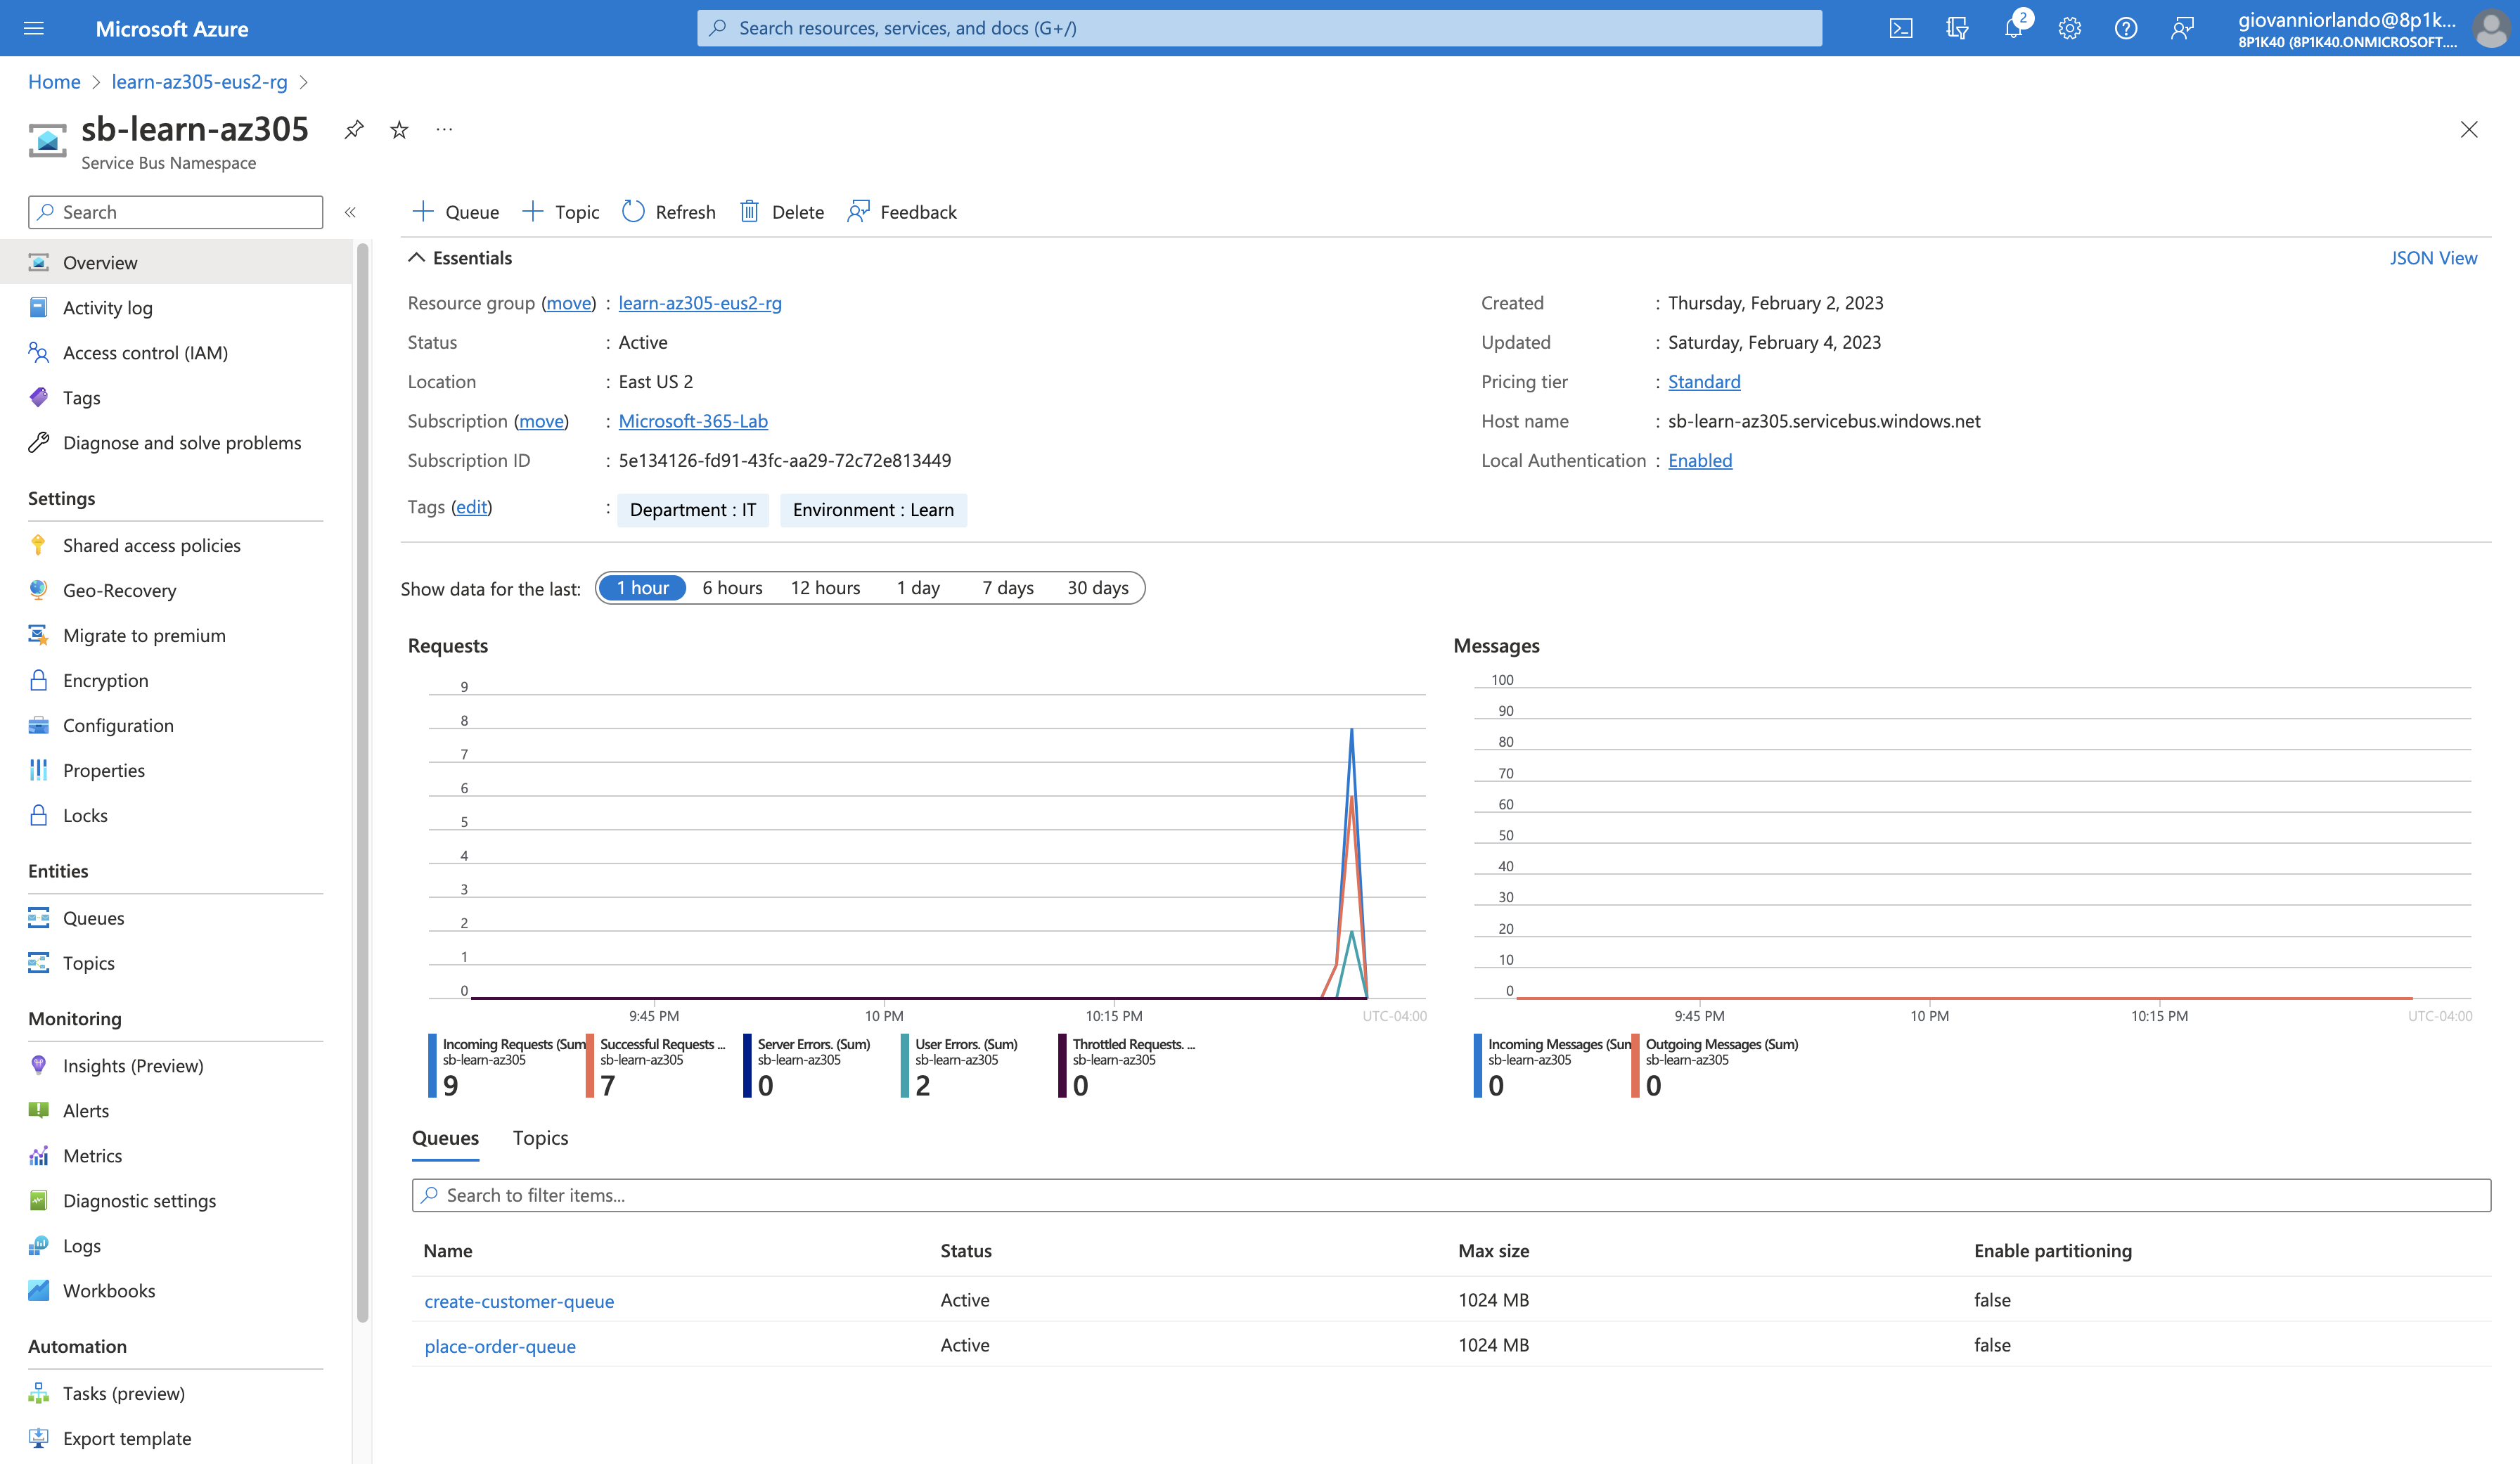 Microsoft Azure
Search resources, services, and docs (G+/)
2
giovanniorlando@8p1k...
8P1K40 (8P1K40.ONMICROSOFT....
Home > learn-az305-eus2-rg >
sb-learn-az305
Service Bus Namespace
Search
Queue Topic Refresh Delete Feedback
Overview
Activity log
Access control (IAM)
Tags
Diagnose and solve problems
Settings
Shared access policies
Geo-Recovery
Migrate to premium
Encryption
Configuration
Properties
Locks
Entities
Queues
Topics
Monitoring
Insights (Preview)
Alerts
Metrics
Diagnostic settings
Logs
Workbooks
Automation
Tasks (preview)
Export template
Essentials
JSON View
Resource group (move) : learn-az305-eus2-rg
Status : Active
Location : East US 2
Subscription (move) : Microsoft-365-Lab
Subscription ID : 5e134126-fd91-43fc-aa29-72c72e813449
Tags (edit) : Department : IT Environment : Learn
Created : Thursday, February 2, 2023
Updated : Saturday, February 4, 2023
Pricing tier : Standard
Host name : sb-learn-az305.servicebus.windows.net
Local Authentication : Enabled
Show data for the last: 1 hour 6 hours 12 hours 1 day 7 days 30 days
Requests
9
8
7
6
5
4
3
2
1
0
9:45 PM 10 PM 10:15 PM UTC-04:00
Incoming Requests (Sum
sb-learn-az305
9
Successful Requests ...
sb-learn-az305
7
Server Errors. (Sum)
sb-learn-az305
0
User Errors. (Sum)
sb-learn-az305
2
Throttled Requests. ...
sb-learn-az305
0
Messages
100
90
80
70
60
50
40
30
20
10
0
9:45 PM 10 PM 10:15 PM UTC-04:00
Incoming Messages (Sun
sb-learn-az305
0
Outgoing Messages (Sum)
sb-learn-az305
0
Queues Topics
Search to filter items...
Name Status Max size Enable partitioning
create-customer-queue Active 1024 MB false
place-order-queue Active 1024 MB false